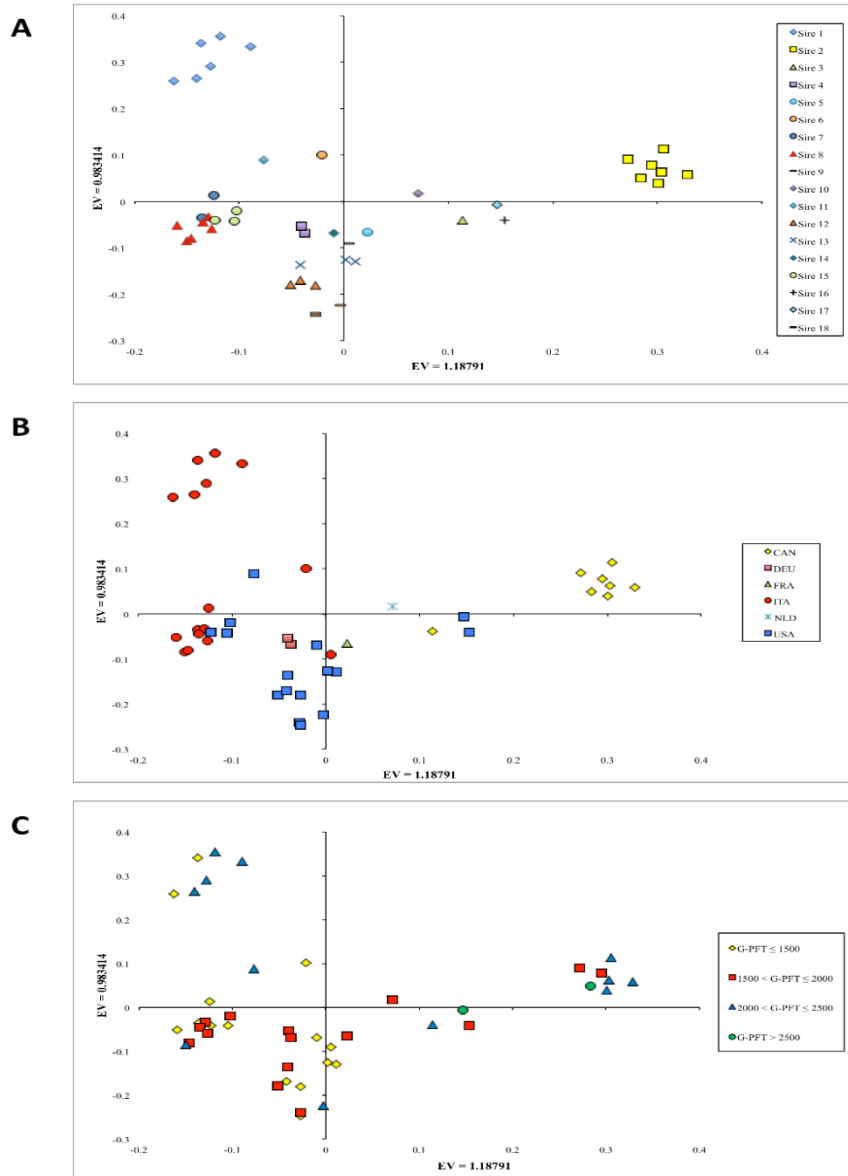 A
0.4
0.3
0.2
0.1
0
-0.1
-0.2
-0.3
EV = 0.983414
-0.2
-0.1
0
0.1
0.2
0.3
0.4
EV = 1.18791
Sire 1
Sire 2
Sire 3
Sire 4
Sire 5
Sire 6
Sire 7
Sire 8
Sire 9
Sire 10
Sire 11
Sire 12
Sire 13
Sire 14
Sire 15
Sire 16
Sire 17
Sire 18
B
0.4
0.3
0.2
0.1
0
-0.1
-0.2
-0.3
EV = 0.983414
-0.2
-0.1
0
0.1
0.2
0.3
0.4
EV = 1.18791
CAN
DEU
FRA
ITA
NLD
USA
C
0.4
0.3
0.2
0.1
0
-0.1
-0.2
-0.3
EV = 0.983414
-0.2
-0.1
0
0.1
0.2
0.3
0.4
EV = 1.18791
G-PFT ≤ 1500
1500 < G-PFT ≤ 2000
2000 < G-PFT ≤ 2500
G-PFT > 2500